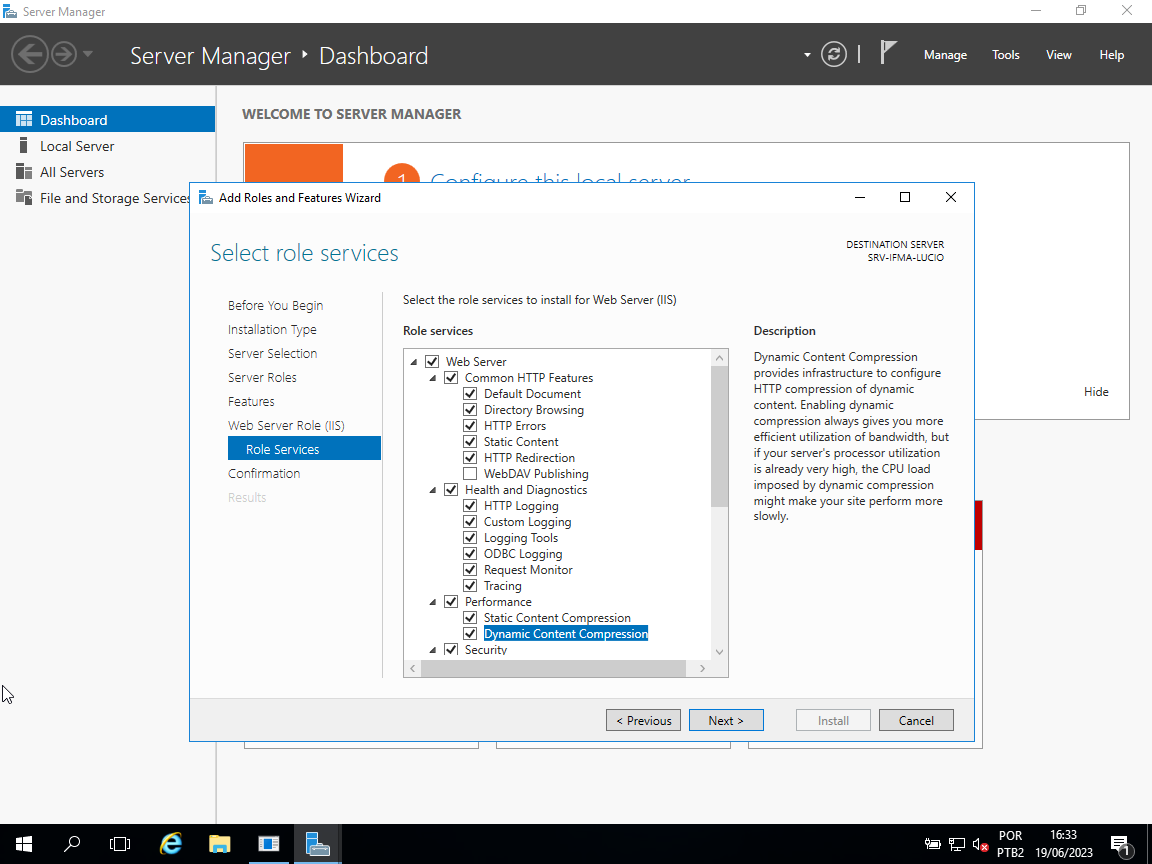 Server Manager
Server Manager ‣ Dashboard
Manage
Tools
View
Help
Dashboard
Local Server
All Servers
File and Storage Services
WELCOME TO SERVER MANAGER
1
Configure this local server
Hide
Add Roles and Features Wizard
Select role services
DESTINATION SERVER
SRV-IFMA-LUCIO
Before You Begin
Installation Type
Server Selection
Server Roles
Features
Web Server Role (IIS)
Role Services
Confirmation
Results
Select the role services to install for Web Server (IIS)
Role services
Web Server
Common HTTP Features
Default Document
Directory Browsing
HTTP Errors
Static Content
HTTP Redirection
WebDAV Publishing
Health and Diagnostics
HTTP Logging
Custom Logging
Logging Tools
ODBC Logging
Request Monitor
Tracing
Performance
Static Content Compression
Dynamic Content Compression
Security
Description
Dynamic Content Compression
provides infrastructure to configure
HTTP compression of dynamic
content. Enabling dynamic
compression always gives you more
efficient utilization of bandwidth, but
if your server's processor utilization
is already very high, the CPU load
imposed by dynamic compression
might make your site perform more
slowly.
< Previous
Next >
Install
Cancel
POR
PTB2
16:33
19/06/2023
1